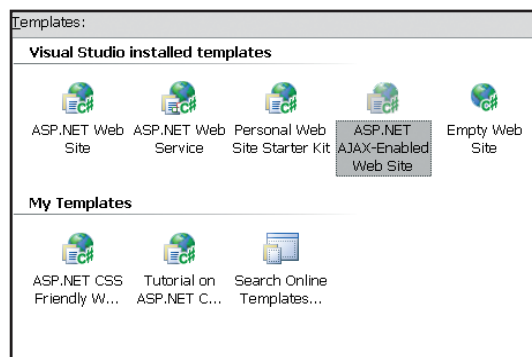 Templates:
Visual Studio installed templates
ASP.NET Web Site
ASP.NET Web Service
Personal Web Site Starter Kit
ASP.NET AJAX-Enabled Web Site
Empty Web Site
My Templates
ASP.NET CSS Friendly W...
Tutorial on ASP.NET C...
Search Online Templates...